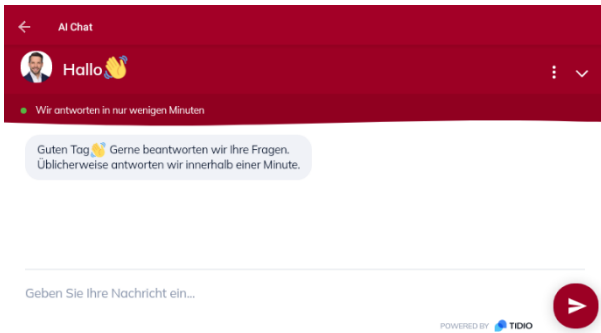 AI Chat
Hallo👋
Wir antworten in nur wenigen Minuten
Guten Tag👋 Gerne beantworten wir Ihre Fragen.
Üblicherweise antworten wir innerhalb einer Minute.
Geben Sie Ihre Nachricht ein...
POWERED BY TIDIO